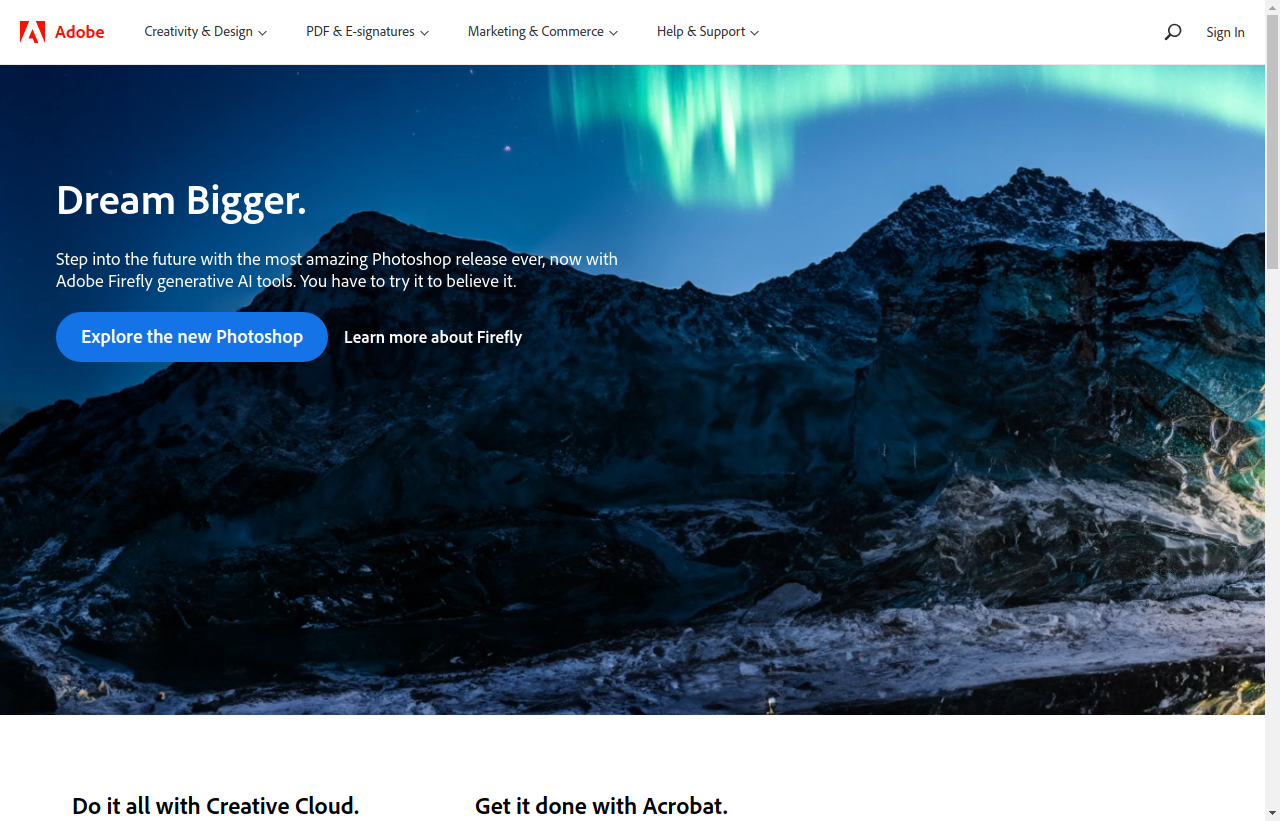 Adobe
Creativity & Design
PDF & E-signatures
Marketing & Commerce
Help & Support
Sign In
Dream Bigger.
Step into the future with the most amazing Photoshop release ever, now with
Adobe Firefly generative AI tools. You have to try it to believe it.
Explore the new Photoshop
Learn more about Firefly
Do it all with Creative Cloud.
Get it done with Acrobat.